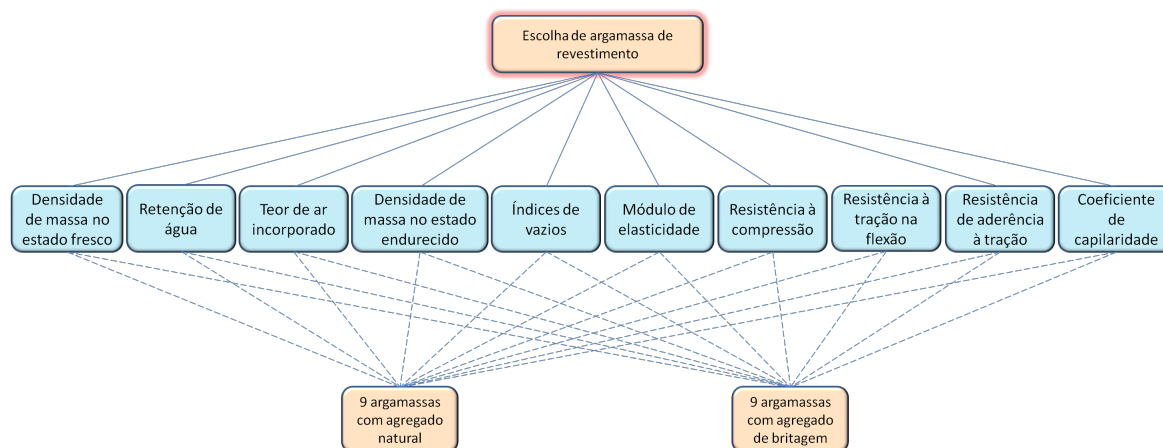 Escolha de argamassa de
revestimento
Densidade
de massa no
estado fresco
Retenção de
água
Teor de ar
incorporado
Densidade de
massa no estado
endurecido
Índices de
vazios
Módulo de
elasticidade
Resistência à
compressão
Resistência à
tração na
flexão
Resistência
de aderência
à tração
Coeficiente
de
capilaridade
9 argamassas
com agregado
natural
9 argamassas
com agregado
de britagem